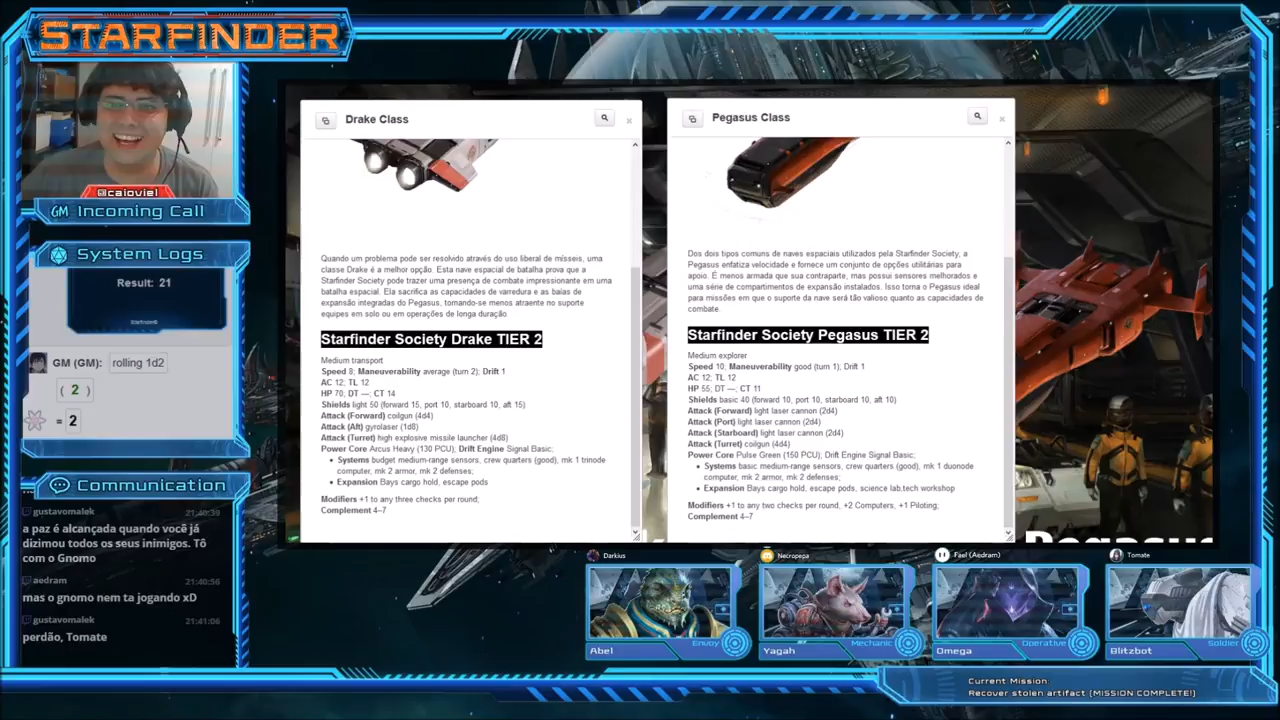 STARFINDER
@caioviel
GM Incoming Call
System Logs
Result: 21
GM (GM): rolling 1d2
( 2 )
= 2
Communication
gustavomalek 21:40:39
a paz é alcançada quando você já
dizimou todos os seus inimigos. Tô
com o Gnomo
aedram 21:40:56
mas o gnomo nem ta jogando xD
gustavomalek 21:41:06
perdão, Tomate
Drake Class
Quando um problema pode ser resolvido através do uso liberal de mísseis, uma
classe Drake é a melhor opção. Esta nave espacial de batalha prova que a
Starfinder Society pode trazer uma presença de combate impressionante em uma
batalha espacial. Ela sacrifica as capacidades de varredura e as baías de
expansão integradas do Pegasus, tornando-se menos atraente no suporte
equipes em solo ou em operações de longa duração
Starfinder Society Drake TIER 2
Medium transport
Speed 8; Maneuverability average (turn 2); Drift 1
AC 12; TL 12
HP 70; DT —; CT 14
Shields light 50 (forward 15, port 10, starboard 10, aft 15)
Attack (Forward) coilgun (4d4)
Attack (Aft) gyrolaser (1d8)
Attack (Turret) high explosive missile launcher (4d8)
Power Core Arcus Heavy (130 PCU); Drift Engine Signal Basic;
• Systems budget medium-range sensors, crew quarters (good), mk 1 trinode
computer, mk 2 armor, mk 2 defenses;
• Expansion Bays cargo hold, escape pods
Modifiers +1 to any three checks per round;
Complement 4–7
Pegasus Class
Dos dois tipos comuns de naves espaciais utilizados pela Starfinder Society, a
Pegasus enfatiza velocidade e fornece um conjunto de opções utilitárias para
apoio. É menos armada que sua contraparte, mas possui sensores melhorados e
uma série de compartimentos de expansão instalados. Isso torna o Pegasus ideal
para missões em que o suporte da nave será tão valioso quanto as capacidades de
combate.
Starfinder Society Pegasus TIER 2
Medium explorer
Speed 10; Maneuverability good (turn 1); Drift 1
AC 12; TL 12
HP 55; DT —; CT 11
Shields basic 40 (forward 10, port 10, starboard 10, aft 10)
Attack (Forward) light laser cannon (2d4)
Attack (Port) light laser cannon (2d4)
Attack (Starboard) light laser cannon (2d4)
Attack (Turret) coilgun (4d4)
Power Core Pulse Green (150 PCU); Drift Engine Signal Basic;
• Systems basic medium-range sensors, crew quarters (good), mk 1 duonode
computer, mk 2 armor, mk 2 defenses;
• Expansion Bays cargo hold, escape pods, science lab,tech workshop
Modifiers +1 to any two checks per round, +2 Computers, +1 Piloting;
Complement 4–7
Pegasus
Darkius
Necropepa
Fael (Aedram)
Tomate
Abel Envoy
Yagah Mechanic
Omega Operative
Blitzbot Soldier
Current Mission:
Recover stolen artifact (MISSION COMPLETE!)